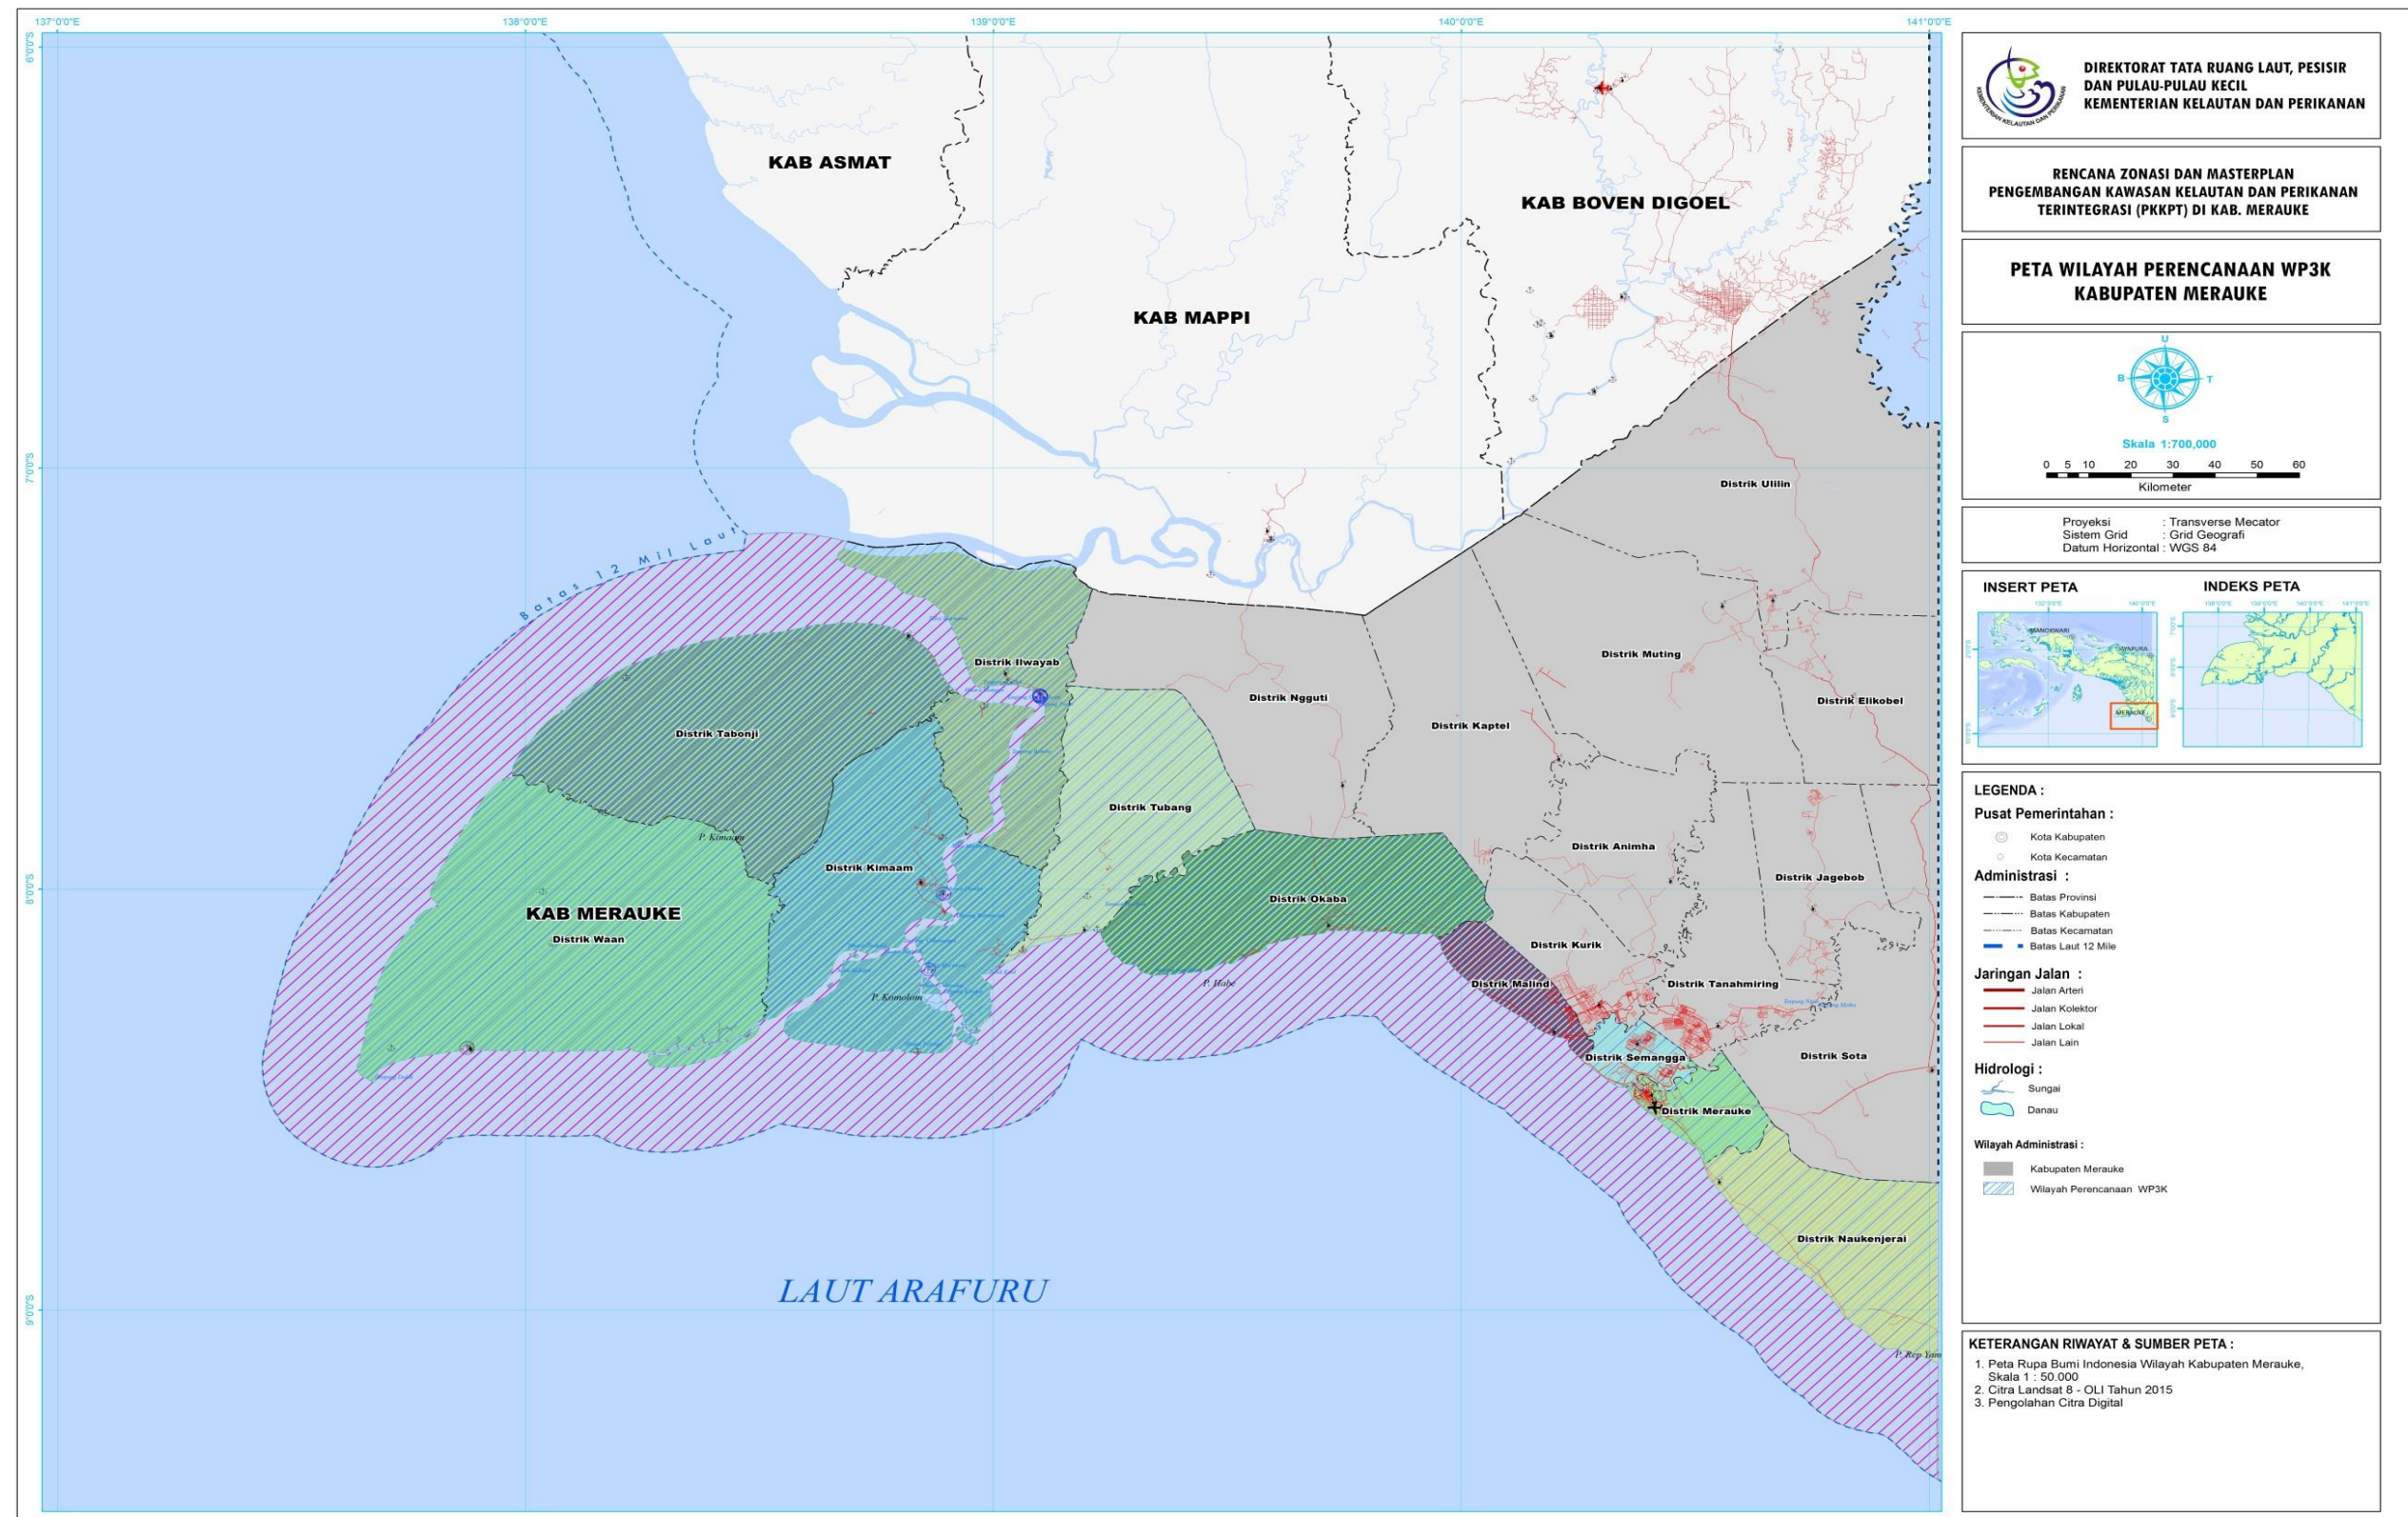 137°0'0"E
138°0'0"E
139°0'0"E
140°0'0"E
141°0'0"E
6°0'0"S
7°0'0"S
8°0'0"S
9°0'0"S
KAB ASMAT
KAB BOVEN DIGOEL
KAB MAPPI
Distrik Ulilin
Batas 12 Mil Laut
Distrik Ilwayab
Distrik Muting
Distrik Ngguti
Distrik Elikobel
Distrik Kaptel
Distrik Tabonji
Distrik Tubang
P. Kimaam
Distrik Animha
Distrik Kimaam
Distrik Jagebob
Distrik Okaba
KAB MERAUKE
Distrik Waan
Distrik Kurik
P. Habe
Distrik Malind
Distrik Tanahmiring
P. Komolom
Distrik Semangga
Distrik Sota
Distrik Merauke
Distrik Naukenjerai
LAUT ARAFURU
P. Rep Yam
KEMENTERIAN KELAUTAN DAN PERIKANAN
DIREKTORAT TATA RUANG LAUT, PESISIR
DAN PULAU-PULAU KECIL
KEMENTERIAN KELAUTAN DAN PERIKANAN
RENCANA ZONASI DAN MASTERPLAN
PENGEMBANGAN KAWASAN KELAUTAN DAN PERIKANAN
TERINTEGRASI (PKKPT) DI KAB. MERAUKE
PETA WILAYAH PERENCANAAN WP3K
KABUPATEN MERAUKE
U
B T
S
Skala 1:700,000
0 5 10 20 30 40 50 60
Kilometer
Proyeksi : Transverse Mecator
Sistem Grid : Grid Geografi
Datum Horizontal : WGS 84
INSERT PETA
INDEKS PETA
MANOKWARI
MERAUKE
LEGENDA :
Pusat Pemerintahan :
Kota Kabupaten
Kota Kecamatan
Administrasi :
Batas Provinsi
Batas Kabupaten
Batas Kecamatan
Batas Laut 12 Mile
Jaringan Jalan :
Jalan Arteri
Jalan Kolektor
Jalan Lokal
Jalan Lain
Hidrologi :
Sungai
Danau
Wilayah Administrasi :
Kabupaten Merauke
Wilayah Perencanaan WP3K
KETERANGAN RIWAYAT & SUMBER PETA :
1. Peta Rupa Bumi Indonesia Wilayah Kabupaten Merauke,
Skala 1 : 50.000
2. Citra Landsat 8 - OLI Tahun 2015
3. Pengolahan Citra Digital